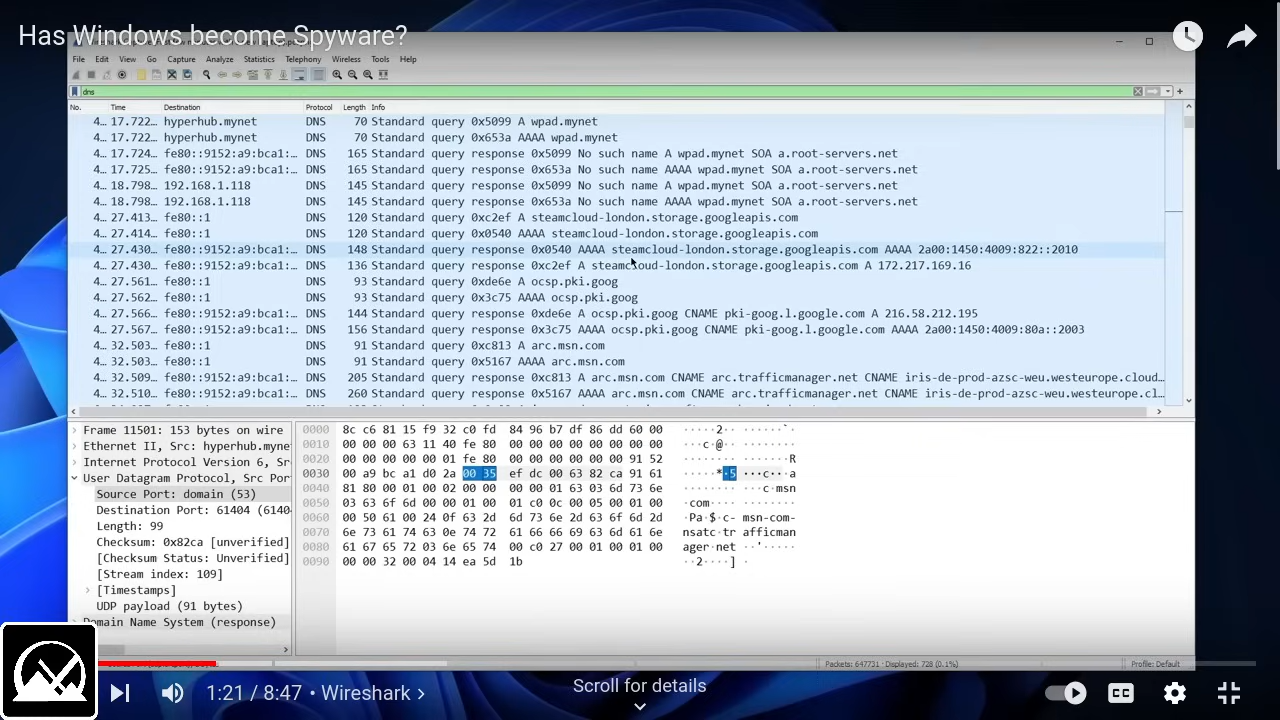 Has Windows become Spyware?
File Edit View Go Capture Analyze Statistics Telephony Wireless Tools Help
dns
No. Time Destination Protocol Length Info
4… 17.722… hyperhub.mynet DNS 70 Standard query 0x5099 A wpad.mynet
4… 17.722… hyperhub.mynet DNS 70 Standard query 0x653a AAAA wpad.mynet
4… 17.724… fe80::9152:a9:bca1:… DNS 165 Standard query response 0x5099 No such name A wpad.mynet SOA a.root-servers.net
4… 17.725… fe80::9152:a9:bca1:… DNS 165 Standard query response 0x653a No such name AAAA wpad.mynet SOA a.root-servers.net
4… 18.798… 192.168.1.118 DNS 145 Standard query response 0x5099 No such name A wpad.mynet SOA a.root-servers.net
4… 18.798… 192.168.1.118 DNS 145 Standard query response 0x653a No such name AAAA wpad.mynet SOA a.root-servers.net
4… 27.413… fe80::1 DNS 120 Standard query 0xc2ef A steamcloud-london.storage.googleapis.com
4… 27.414… fe80::1 DNS 120 Standard query 0x0540 AAAA steamcloud-london.storage.googleapis.com
4… 27.430… fe80::9152:a9:bca1:… DNS 148 Standard query response 0x0540 AAAA steamcloud-london.storage.googleapis.com AAAA 2a00:1450:4009:822::2010
4… 27.430… fe80::9152:a9:bca1:… DNS 136 Standard query response 0xc2ef A steamcloud-london.storage.googleapis.com A 172.217.169.16
4… 27.561… fe80::1 DNS 93 Standard query 0xde6e A ocsp.pki.goog
4… 27.562… fe80::1 DNS 93 Standard query 0x3c75 AAAA ocsp.pki.goog
4… 27.566… fe80::9152:a9:bca1:… DNS 144 Standard query response 0xde6e A ocsp.pki.goog CNAME pki-goog.l.google.com A 216.58.212.195
4… 27.567… fe80::9152:a9:bca1:… DNS 156 Standard query response 0x3c75 AAAA ocsp.pki.goog CNAME pki-goog.l.google.com AAAA 2a00:1450:4009:80a::2003
4… 32.503… fe80::1 DNS 91 Standard query 0xc813 A arc.msn.com
4… 32.503… fe80::1 DNS 91 Standard query 0x5167 AAAA arc.msn.com
4… 32.509… fe80::9152:a9:bca1:… DNS 205 Standard query response 0xc813 A arc.msn.com CNAME arc.trafficmanager.net CNAME iris-de-prod-azsc-weu.westeurope.cloud…
4… 32.510… fe80::9152:a9:bca1:… DNS 260 Standard query response 0x5167 AAAA arc.msn.com CNAME arc.trafficmanager.net CNAME iris-de-prod-azsc-weu.westeurope.cl…
Frame 11501: 153 bytes on wire
Ethernet II, Src: hyperhub.myne
Internet Protocol Version 6, Sr
User Datagram Protocol, Src Por
Source Port: domain (53)
Destination Port: 61404 (6140
Length: 99
Checksum: 0x82ca [unverified]
[Checksum Status: Unverified]
[Stream index: 109]
[Timestamps]
UDP payload (91 bytes)
Domain Name System (response)
0000 8c c6 81 15 f9 32 c0 fd 84 96 b7 df 86 dd 60 00 ·····2·· ······`·
0010 00 00 00 63 11 40 fe 80 00 00 00 00 00 00 00 00 ···c·@·· ········
0020 00 00 00 00 00 01 fe 80 00 00 00 00 00 00 91 52 ········ ·······R
0030 00 a9 bc a1 d0 2a 00 35 ef dc 00 63 82 ca 91 61 ·····*·5 ···c···a
0040 81 80 00 01 00 02 00 00 00 00 01 63 03 6d 73 6e ········ ···c·msn
0050 03 63 6f 6d 00 00 01 00 01 c0 0c 00 05 00 01 00 ·com···· ········
0060 00 50 61 00 24 0f 63 2d 6d 73 6e 2d 63 6f 6d 2d ·Pa·$·c- msn-com-
0070 6e 73 61 74 63 0e 74 72 61 66 66 69 63 6d 61 6e nsatc·tr afficman
0080 61 67 65 72 03 6e 65 74 00 c0 27 00 01 00 01 00 ager·net ··'·····
0090 00 00 32 00 04 14 ea 5d 1b ··2····] ·
Packets: 647731 · Displayed: 728 (0.1%) Profile: Default
1:21 / 8:47 • Wireshark
Scroll for details
CC